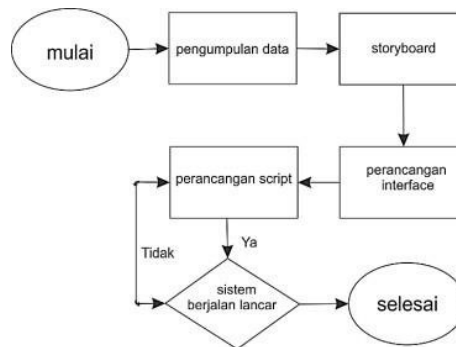 mulai
pengumpulan data
storyboard
perancangan script
perancangan
interface
Ya
Tidak
sistem
berjalan lancar
selesai